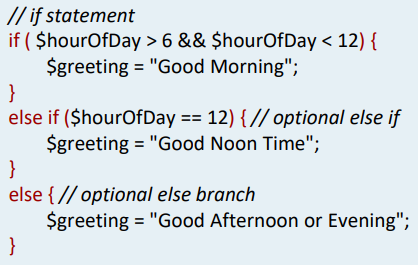 // if statement
if ( $hourOfDay > 6 && $hourOfDay < 12) {
$greeting = "Good Morning";
}
else if ($hourOfDay == 12) { // optional else if
$greeting = "Good Noon Time";
}
else { // optional else branch
$greeting = "Good Afternoon or Evening";
}